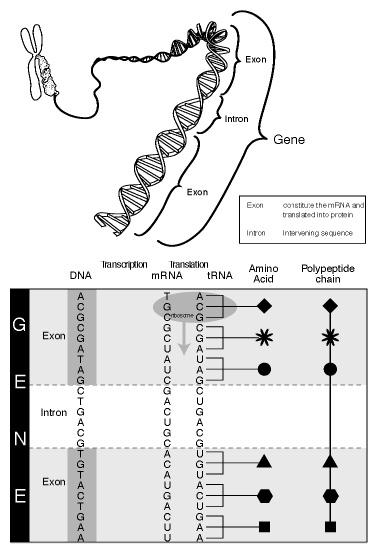 Exon
Intron
Gene
Exon
Exon constitute the mRNA and
translated into protein
Intron Intervening sequence
Transcription Translation
DNA mRNA tRNA
Amino
Acid
Polypeptide
chain
G E N E
A T A
C G C
G C G
ribosome
C G C
Exon G C G
A U A
T A U
A U A
G C G
C G C
T A U
Intron G C G
A U A
C G C
G C G
T A U
G C G
T A U
Exon A U A
C G C
T A U
G C G
A U A
A U A